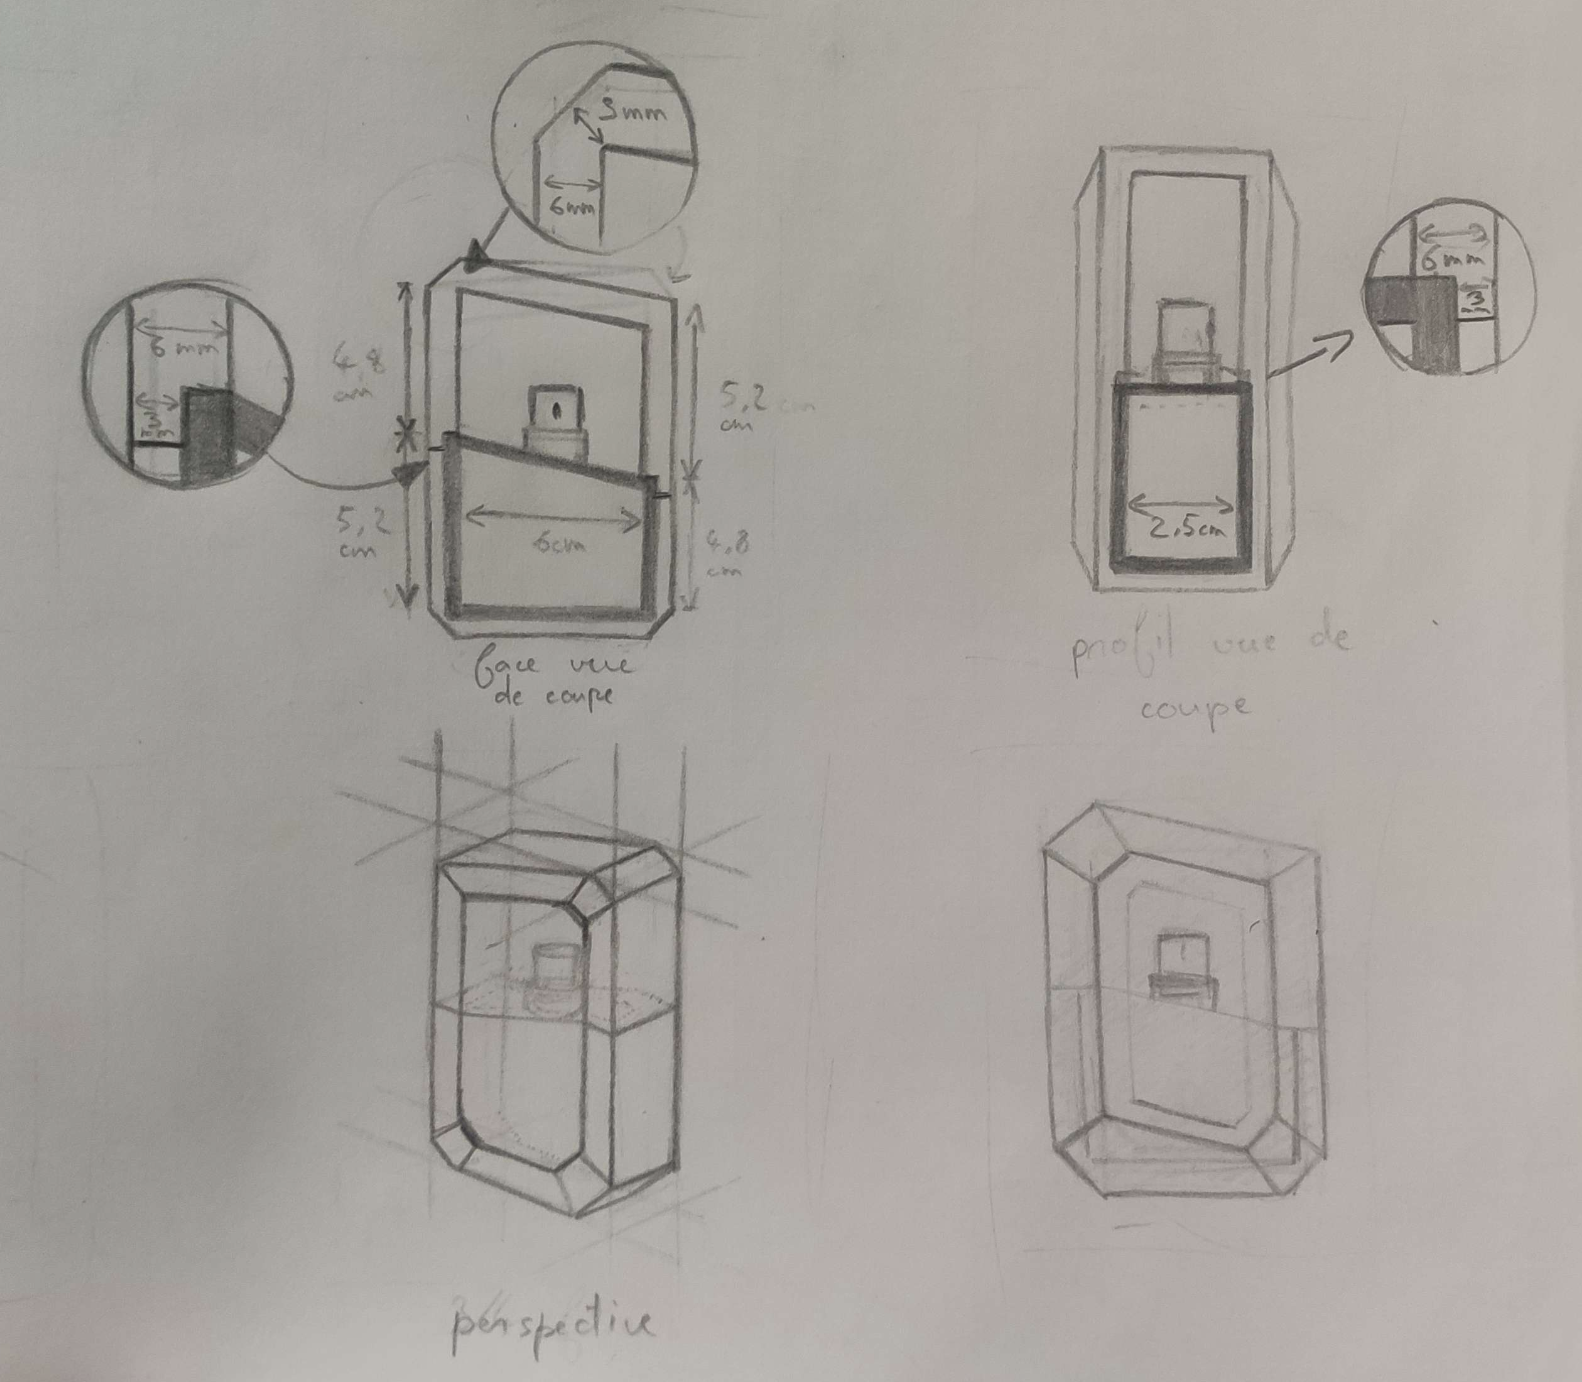 3mm
6mm
6 mm
3
mm
4,8
cm
5,2
cm
5,2
cm
6cm
4,8
cm
face vue
de coupe
6mm
3
2,5cm
profil vue de
coupe
perspective